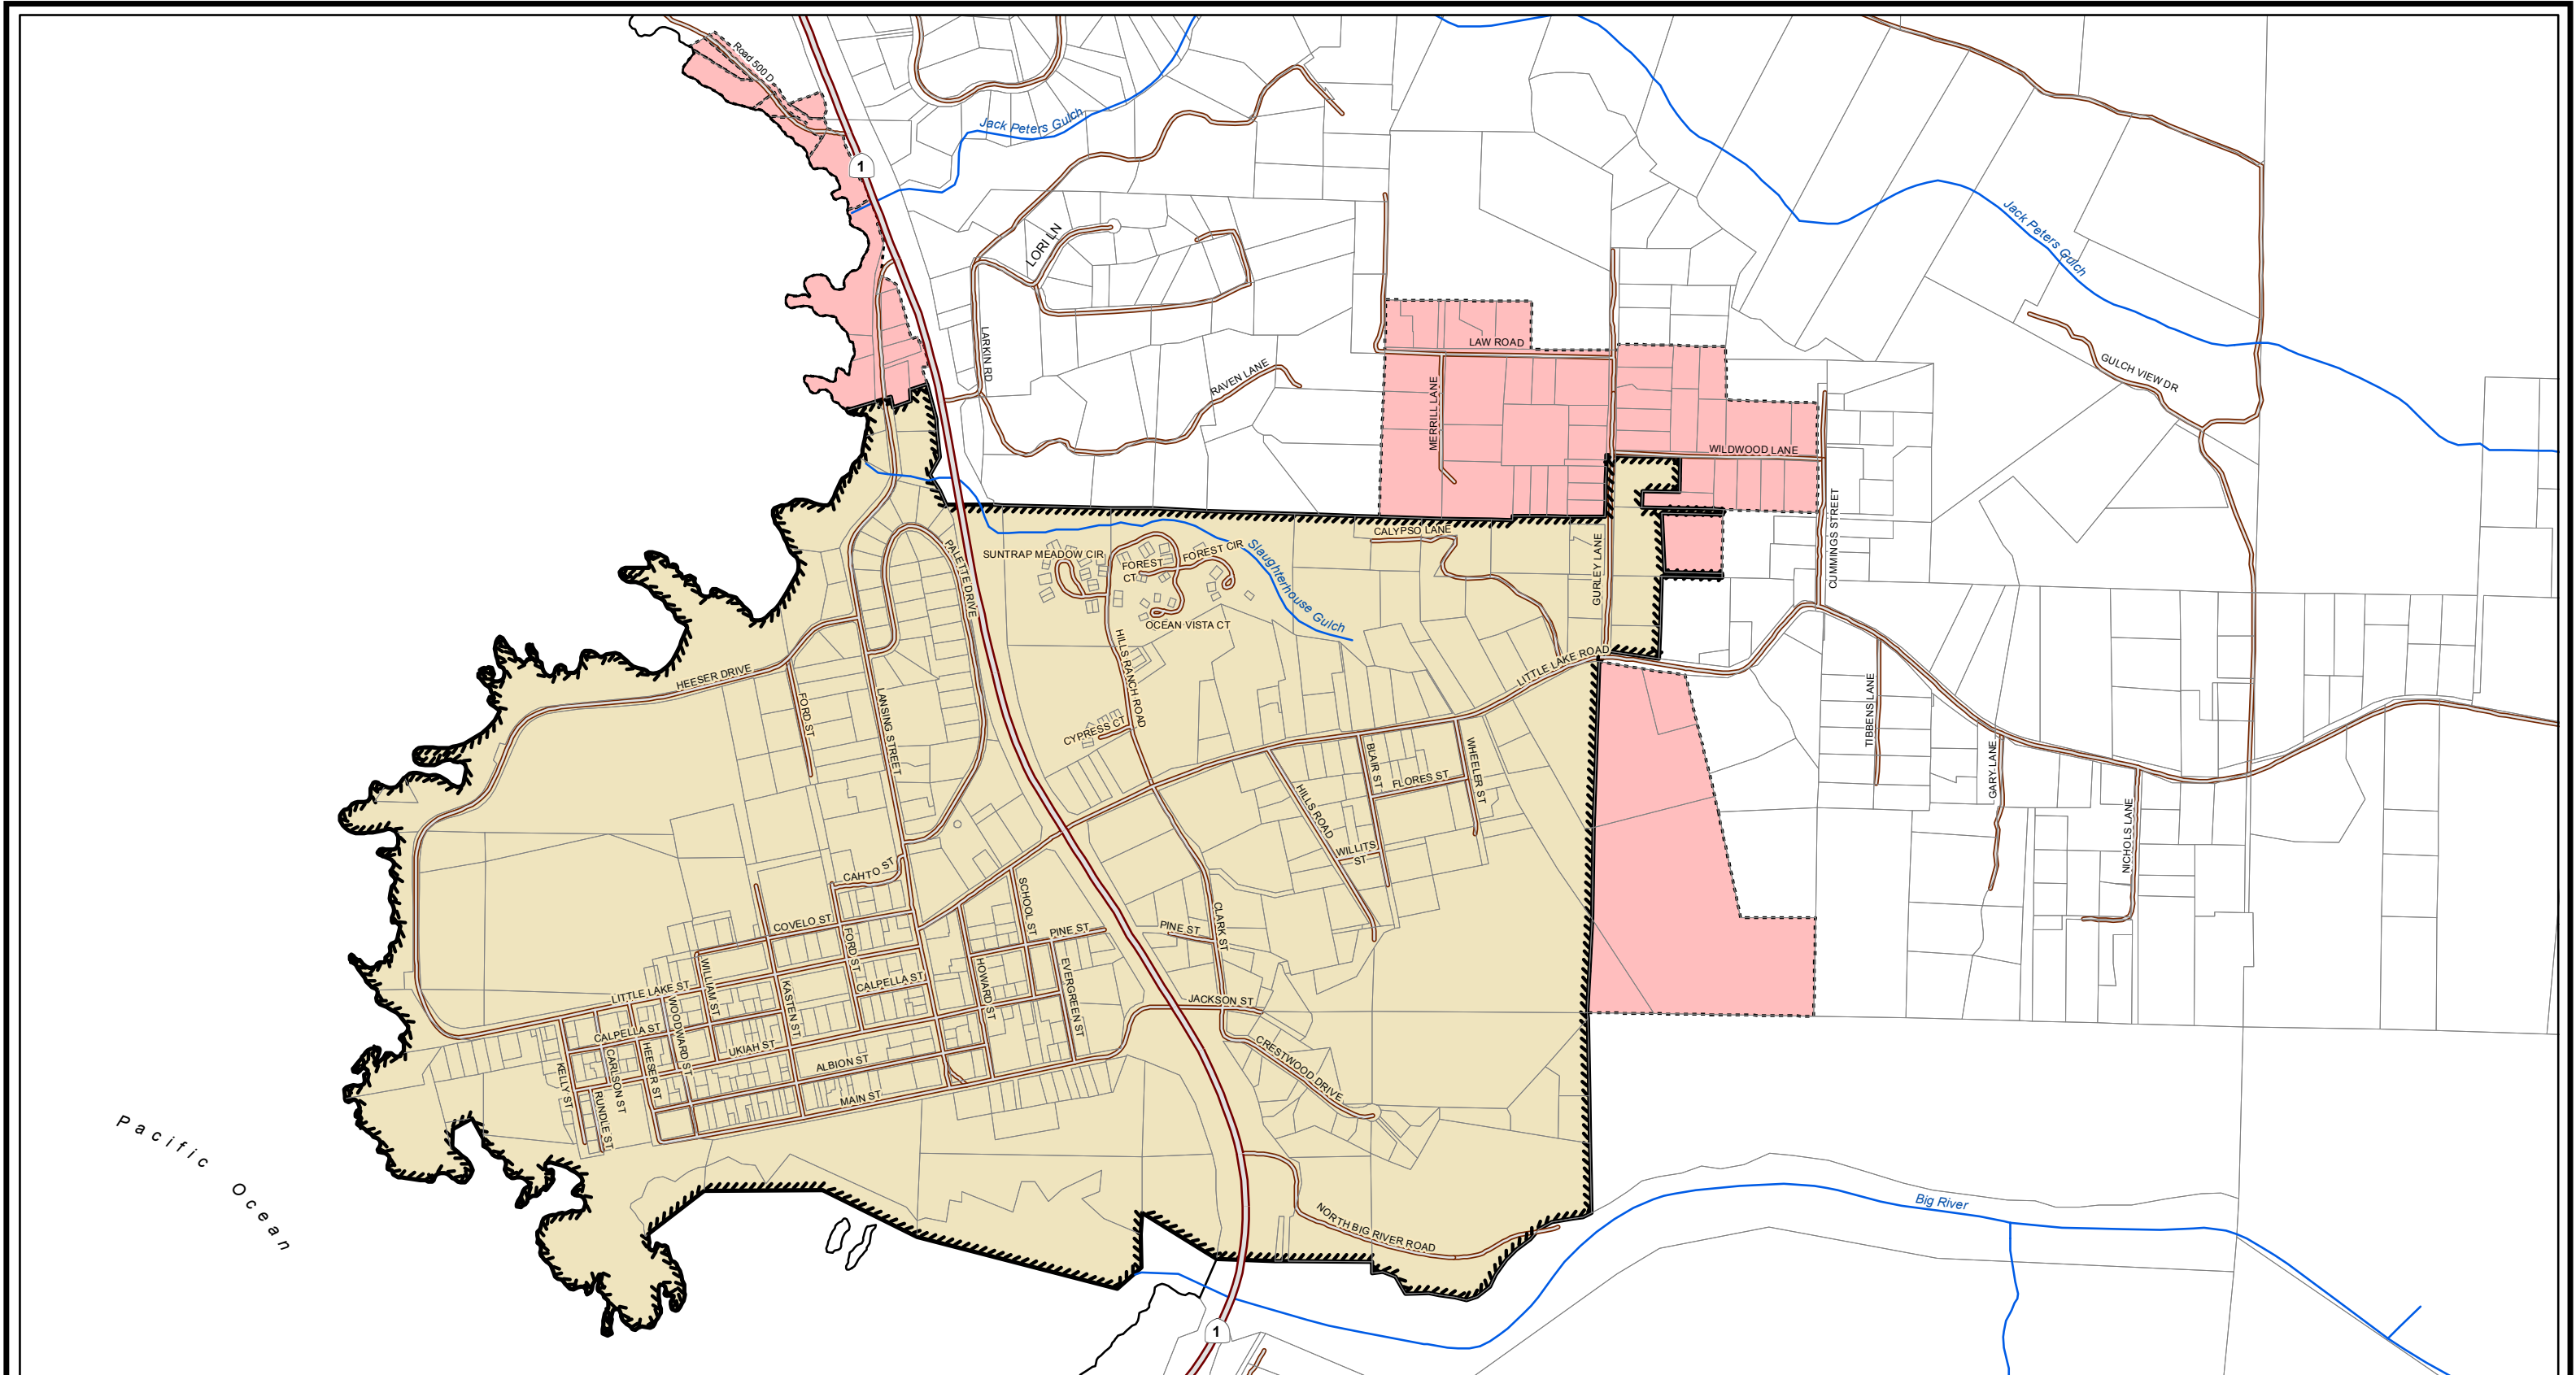 Road 500 D
1
Jack Peters Gulch
Jack Peters Gulch
LORI LN
LARKIN RD
RAVEN LANE
LAW ROAD
MERRILL LANE
WILDWOOD LANE
GULCH VIEW DR
CUMMINGS STREET
CALYPSO LANE
GURLEY LANE
PALETTE DRIVE
SUNTRAP MEADOW CIR
FOREST
CT
FOREST CIR
Slaughterhouse Gulch
OCEAN VISTA CT
HILLS RANCH ROAD
LITTLE LAKE ROAD
HEESER DRIVE
FORD ST
LANSING STREET
CYPRESS CT
TIBBENS LANE
GARY LANE
NICHOLS LANE
BLAIR ST
FLORES ST
WHEELER ST
HILLS ROAD
WILLITS
ST
CAHTO ST
SCHOOL ST
COVELO ST
FORD ST
PINE ST
PINE ST
CLARK ST
WILLIAM ST
KASTEN ST
CALPELLA ST
HOWARD ST
EVERGREEN ST
LITTLE LAKE ST
WOODWARD ST
JACKSON ST
CALPELLA ST
UKIAH ST
HEESER ST
CARLSON ST
KELLY ST
RUNDLE ST
ALBION ST
MAIN ST
CRESTWOOD DRIVE
Pacific Ocean
NORTH BIG RIVER ROAD
Big River
1